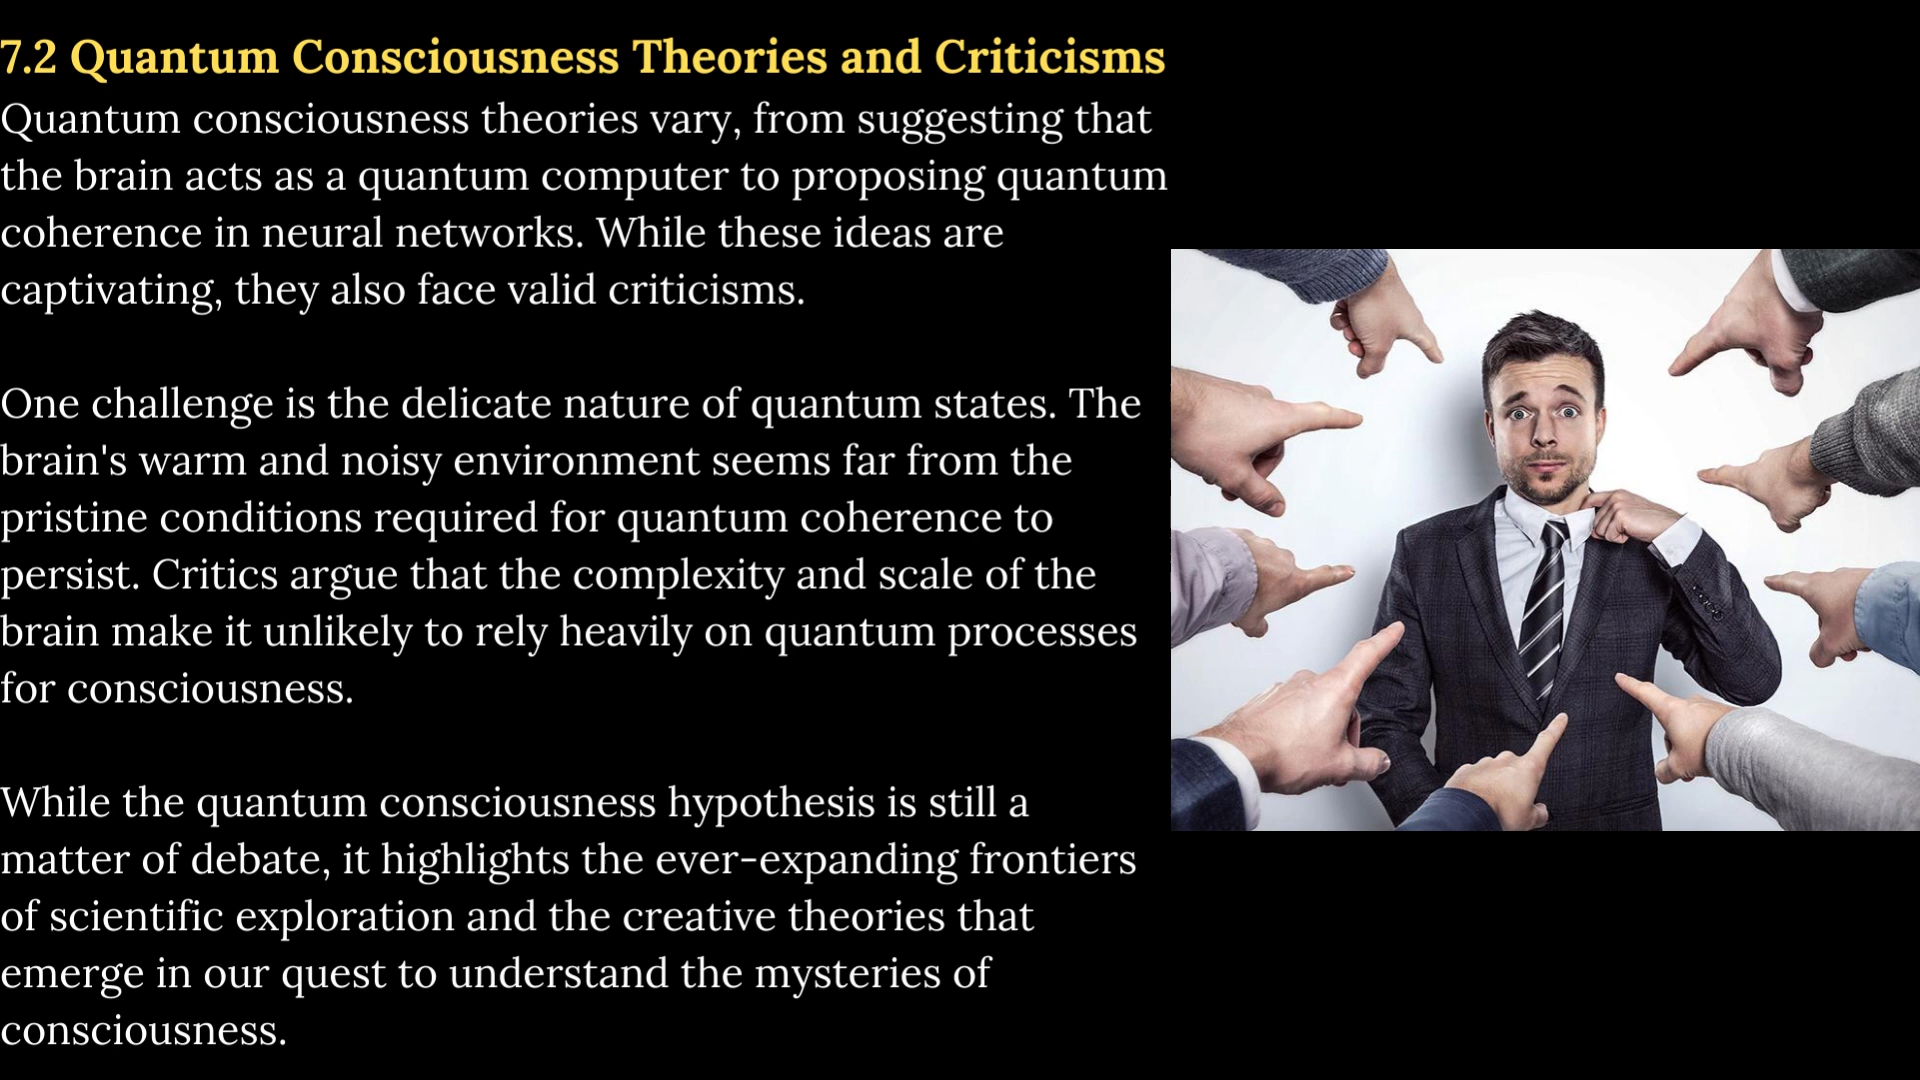 7.2 Quantum Consciousness Theories and Criticisms
Quantum consciousness theories vary, from suggesting that
the brain acts as a quantum computer to proposing quantum
coherence in neural networks. While these ideas are
captivating, they also face valid criticisms.
One challenge is the delicate nature of quantum states. The
brain's warm and noisy environment seems far from the
pristine conditions required for quantum coherence to
persist. Critics argue that the complexity and scale of the
brain make it unlikely to rely heavily on quantum processes
for consciousness.
While the quantum consciousness hypothesis is still a
matter of debate, it highlights the ever-expanding frontiers
of scientific exploration and the creative theories that
emerge in our quest to understand the mysteries of
consciousness.